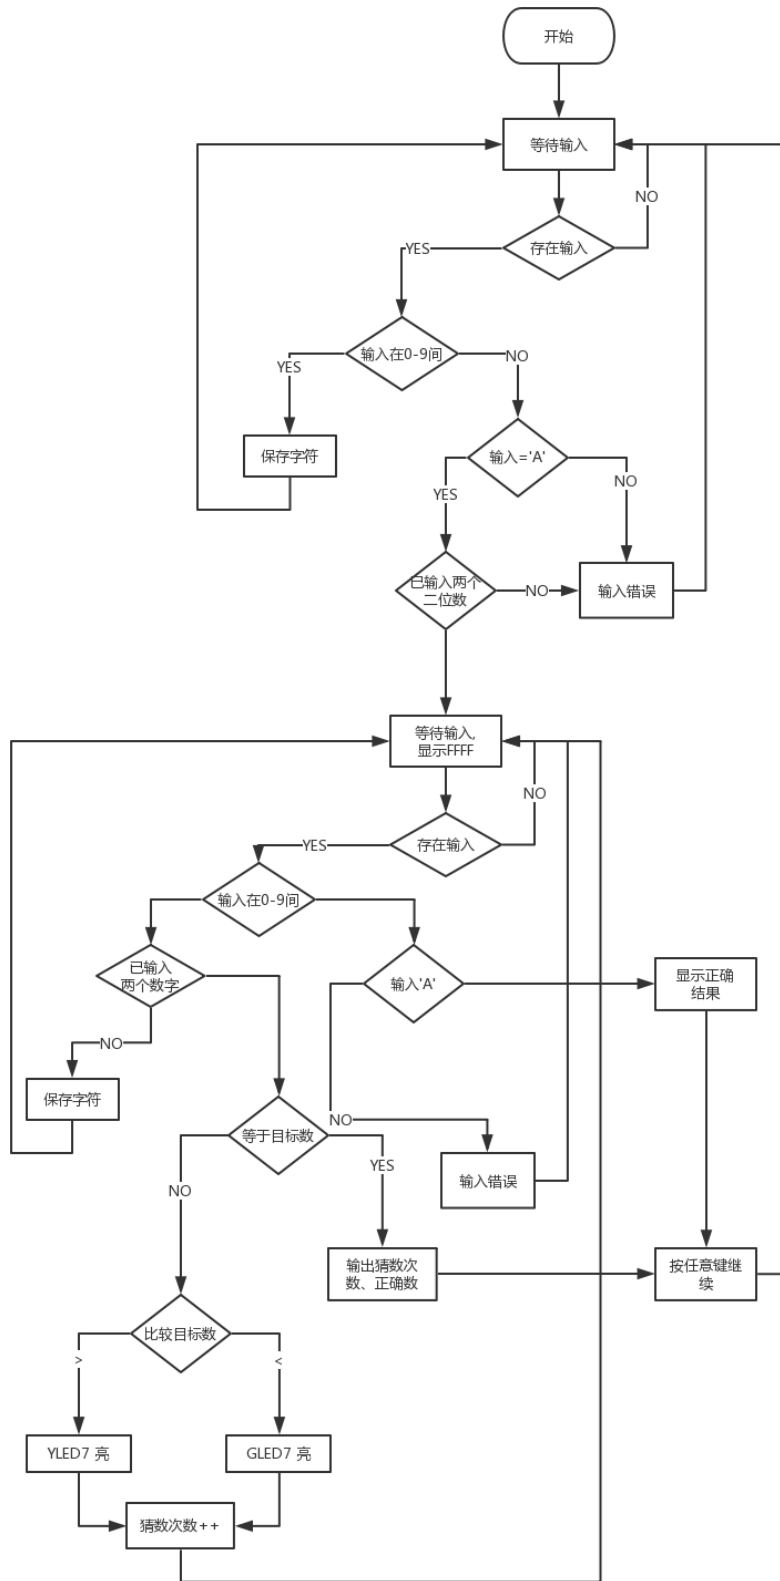 开始
等待输入
NO
存在输入
YES
输入在0-9间
NO
YES
保存字符
输入='A'
YES
NO
已输入两个
二位数
NO
输入错误
等待输入,
显示FFFF
NO
存在输入
YES
输入在0-9间
已输入
两个数字
输入'A'
显示正确
结果
NO
保存字符
等于目标数
NO
YES
输入错误
NO
输出猜数次
数、正确数
按任意键继
续
比较目标数
>
<
YLED7 亮
GLED7 亮
猜数次数++